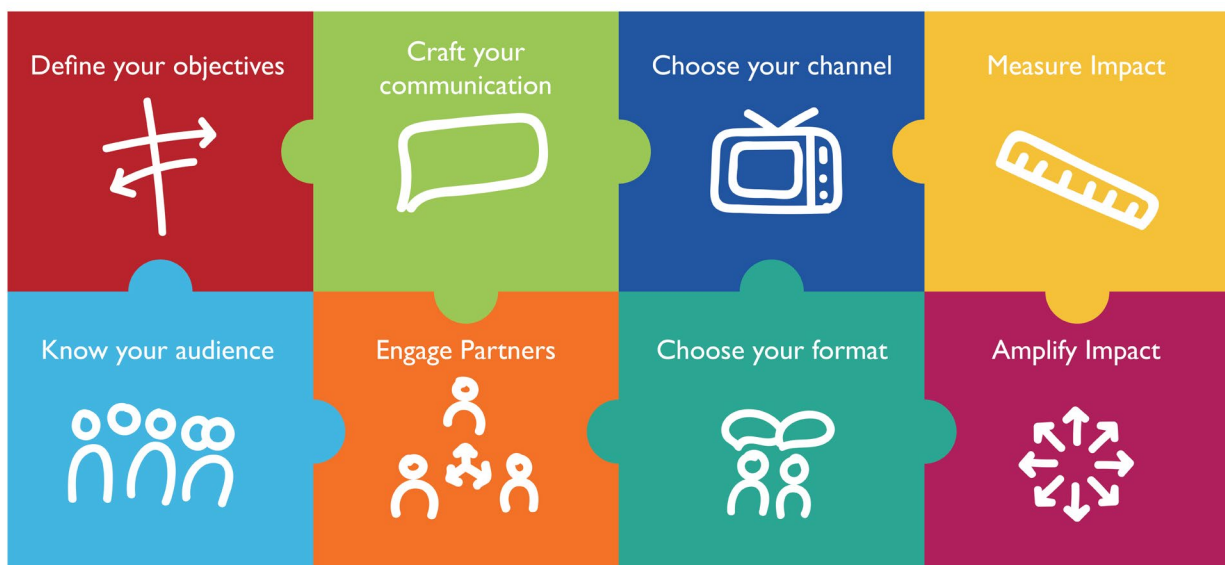 Define your objectives
Craft your
communication
Choose your channel
Measure Impact
Know your audience
Engage Partners
Choose your format
Amplify Impact